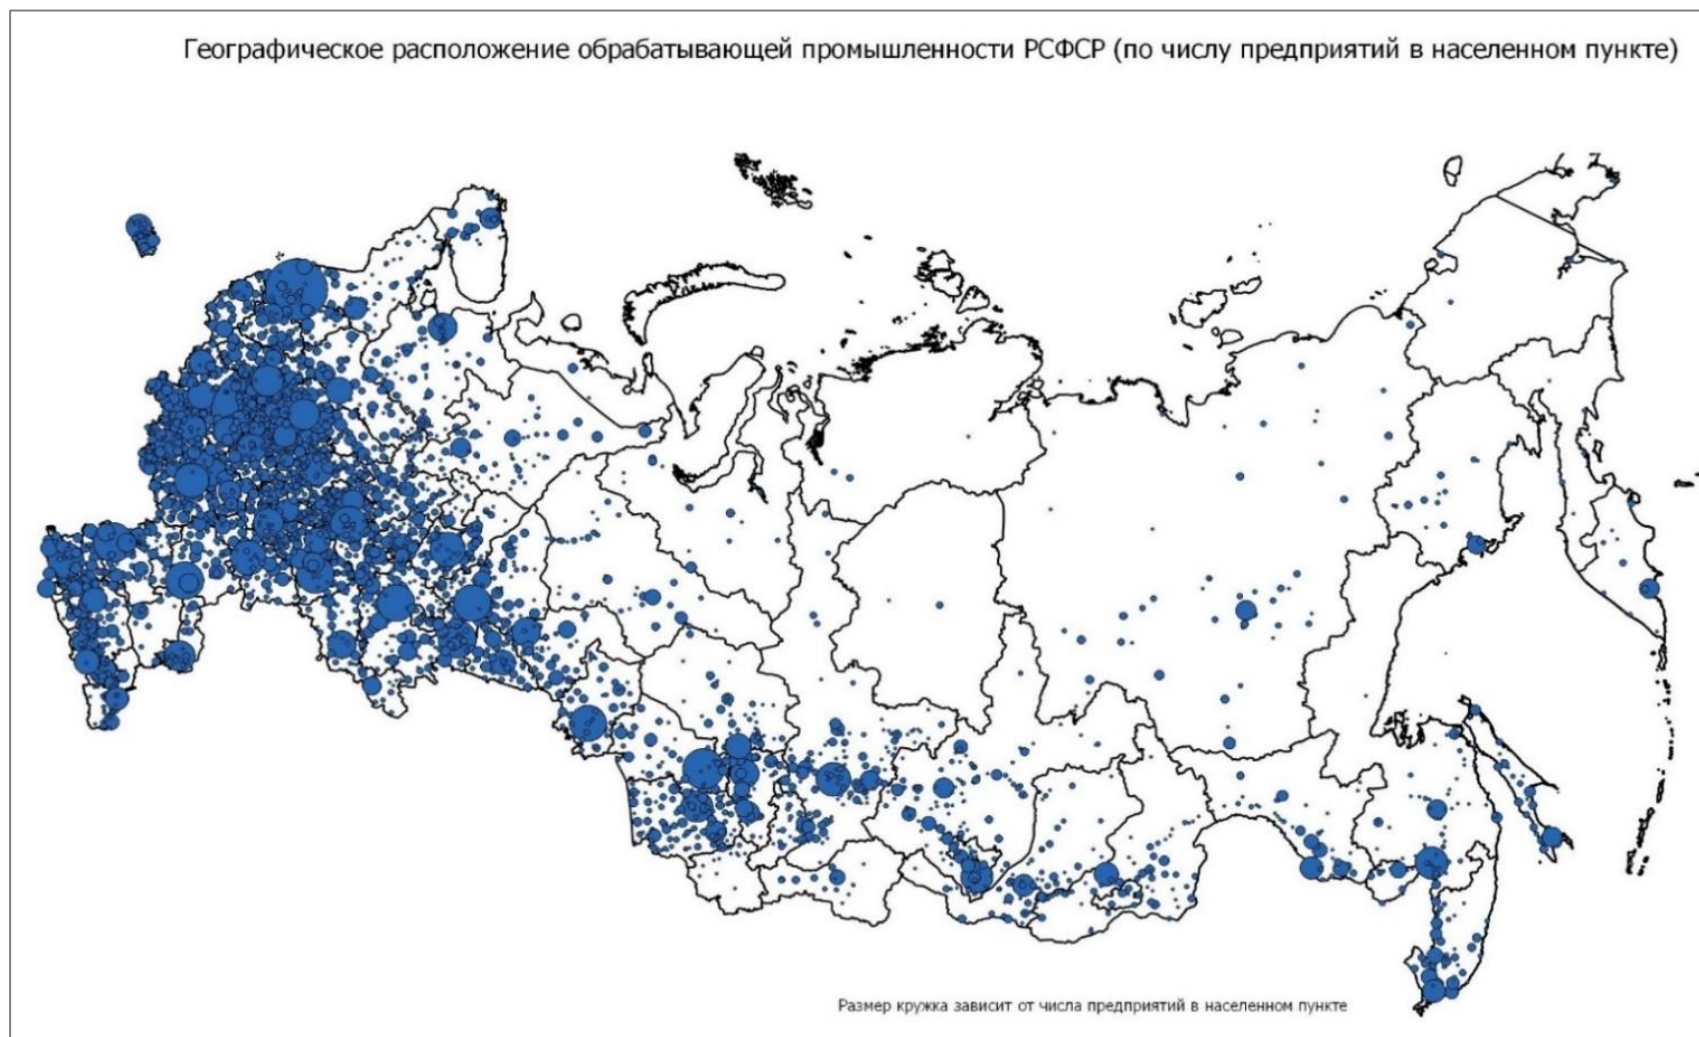 Географическое расположение обрабатывающей промышленности РСФСР (по числу предприятий в населенном пункте)
Размер кружка зависит от числа предприятий в населенном пункте